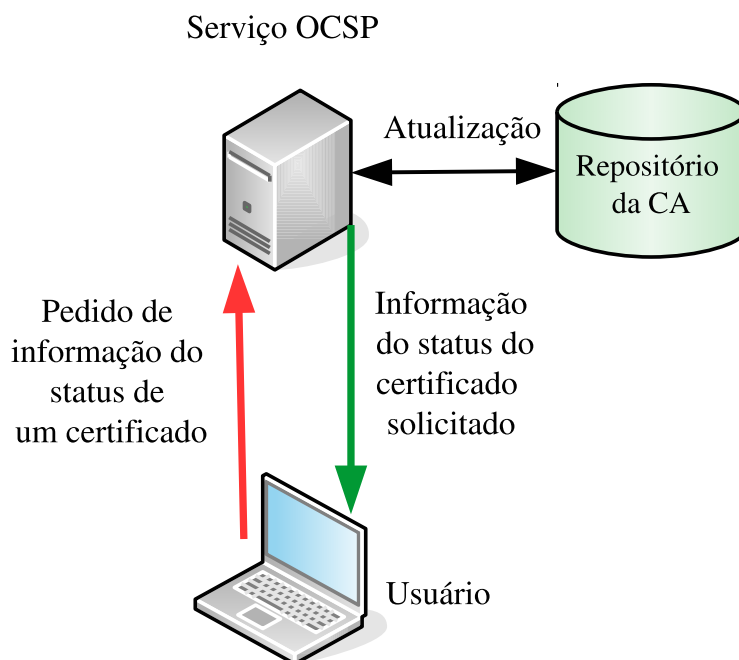 Serviço OCSP
Atualização
Repositório
da CA
Pedido de
informação do
status de
um certificado
Informação
do status do
certificado
solicitado
Usuário